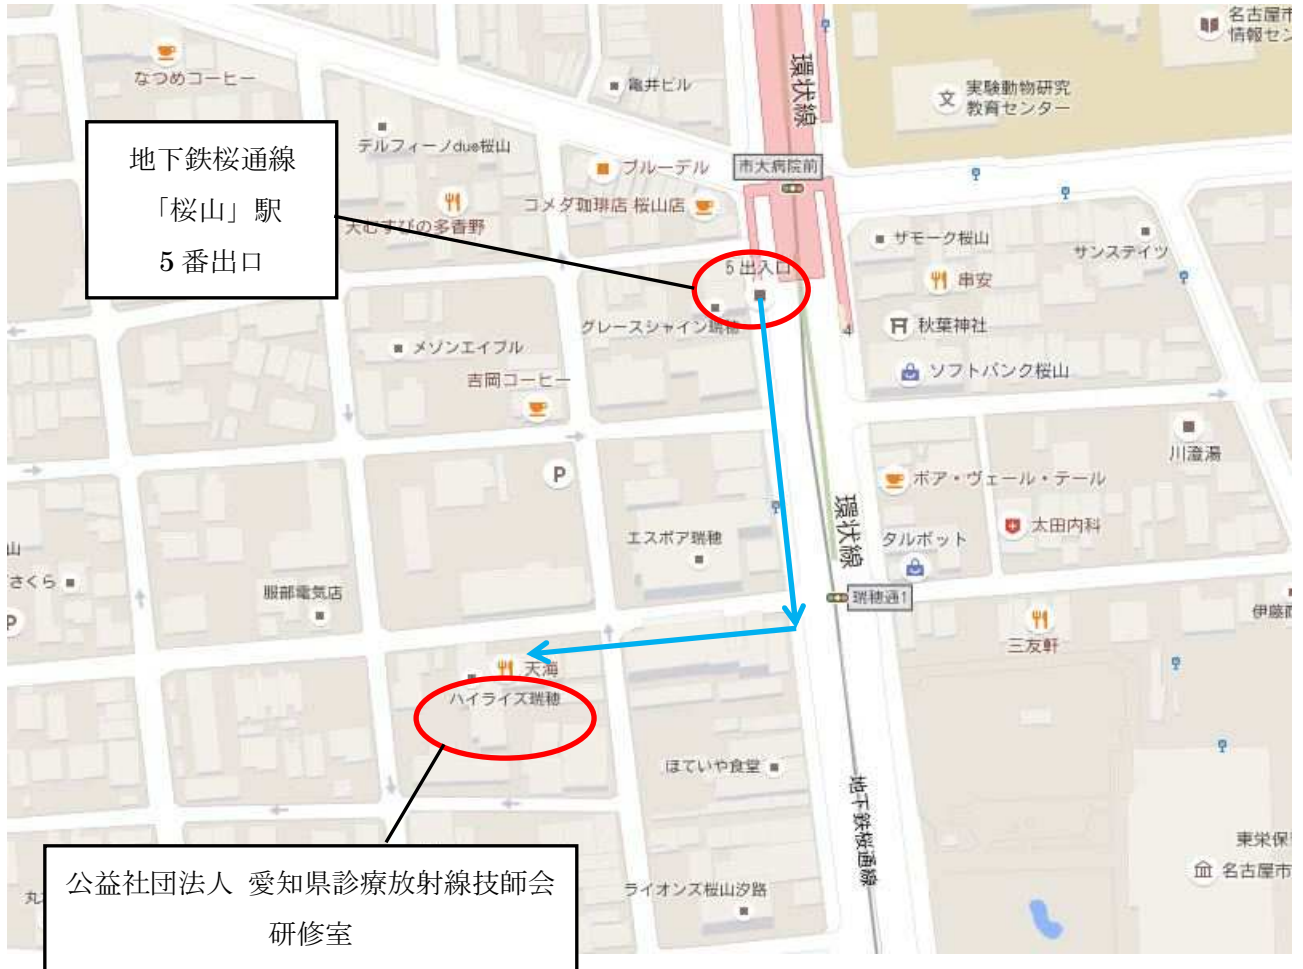 名古屋市
情報セン
なつめコーヒー
環状線
亀井ビル
実験動物研究
教育センター
文
デルフィーノdue桜山
地下鉄桜通線
「桜山」駅
5 番出口
ブルーデル
市大病院前
コメダ珈琲店 桜山店
大むすびの多香野
ザモーク桜山
サンステイツ
5 出入口
串安
グレースシャイン瑞穂
4
秋葉神社
メゾンエイブル
ソフトバンク桜山
吉岡コーヒー
川澄湯
P
ボア・ヴェール・テール
環状線
エスポア瑞穂
太田内科
タルボット
山
さくら
服部電気店
瑞穂通1
P
三友軒
天海
ハイライズ瑞穂
ほていや食堂
地下鉄桜通線
東栄保
名古屋市
公益社団法人 愛知県診療放射線技師会
研修室
ライオンズ桜山汐路
丸